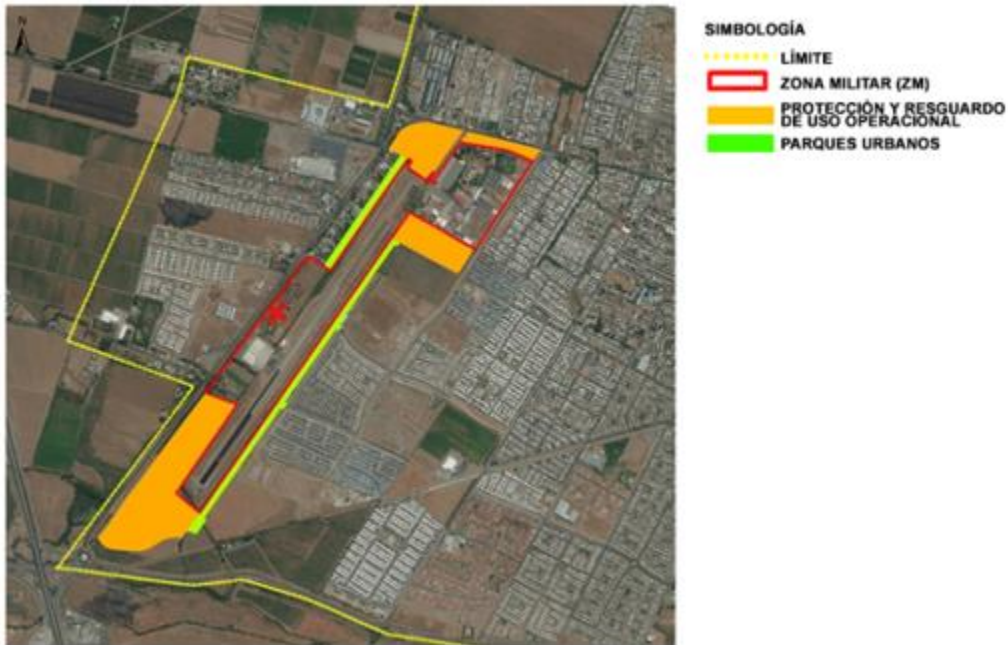 N
SIMBOLOGÍA
LÍMITE
ZONA MILITAR (ZM)
PROTECCIÓN Y RESGUARDO
DE USO OPERACIONAL
PARQUES URBANOS